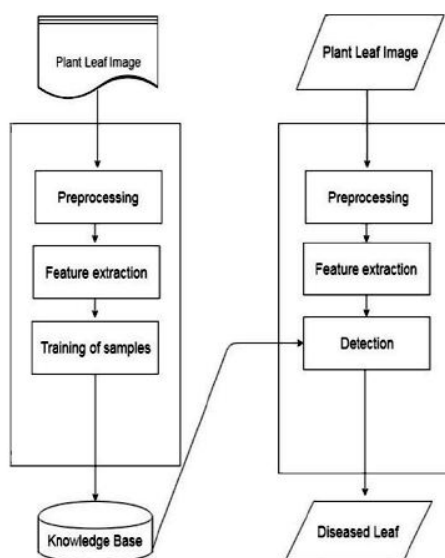 Plant Leaf Image
Preprocessing
Feature extraction
Training of samples
Knowledge Base
Plant Leaf Image
Preprocessing
Feature extraction
Detection
Diseased Leaf